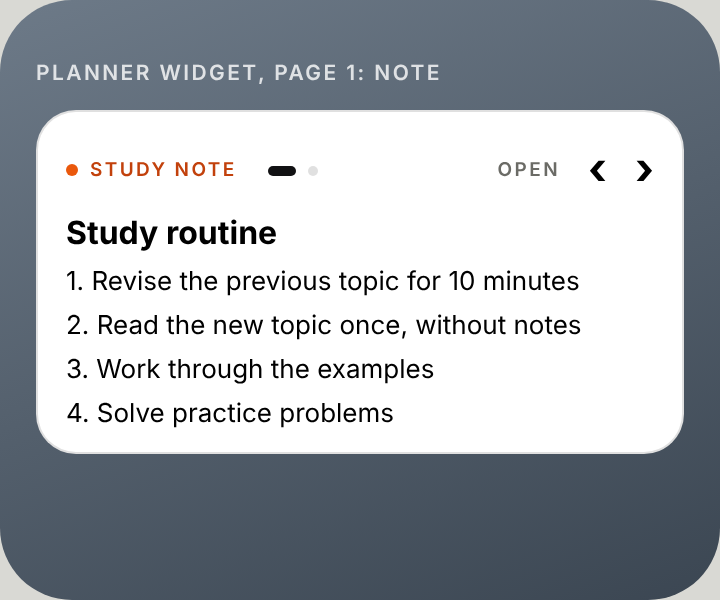 PLANNER WIDGET, PAGE 1: NOTE
STUDY NOTE OPEN
Study routine
1. Revise the previous topic for 10 minutes
2. Read the new topic once, without notes
3. Work through the examples
4. Solve practice problems